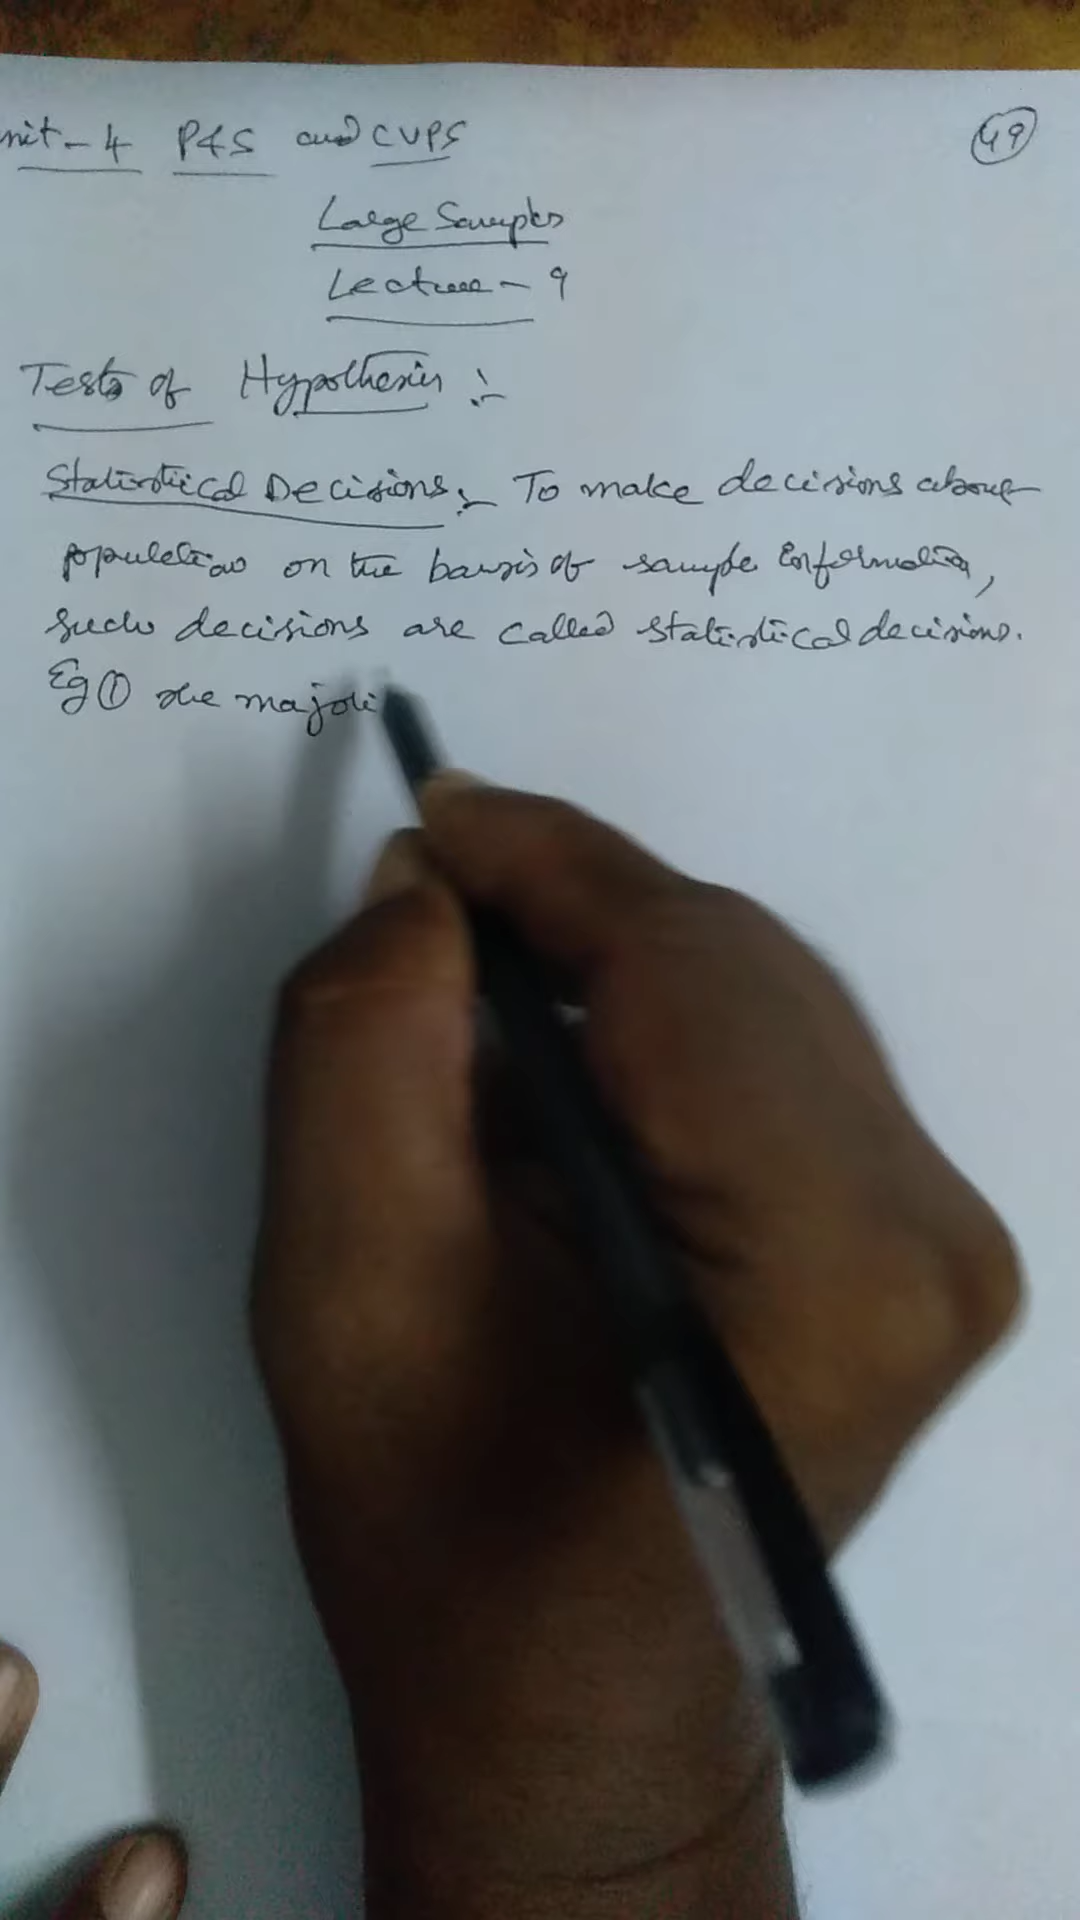 nit - 4 P&S and CVPS
49
Large Samples
Lecture - 9
Tests of Hypothesis :-
Statistical Decisions :- To make decisions about
population on the basis of sample information,
such decisions are called statistical decisions.
Eg ① The majori